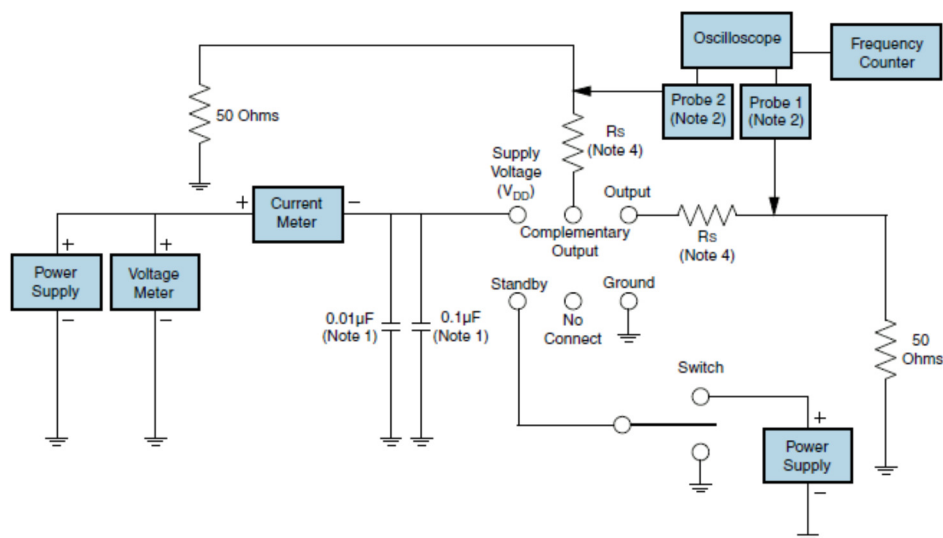 Oscilloscope
Frequency
Counter
Probe 2
(Note 2)
Probe 1
(Note 2)
50 Ohms
Rs
(Note 4)
Supply
Voltage
(VDD)
Output
+
Current
Meter
−
Complementary
Output
Rs
(Note 4)
+
Power
Supply
−
+
Voltage
Meter
−
Standby
Ground
No
Connect
0.01µF
(Note 1)
0.1µF
(Note 1)
50
Ohms
Switch
+
Power
Supply
−